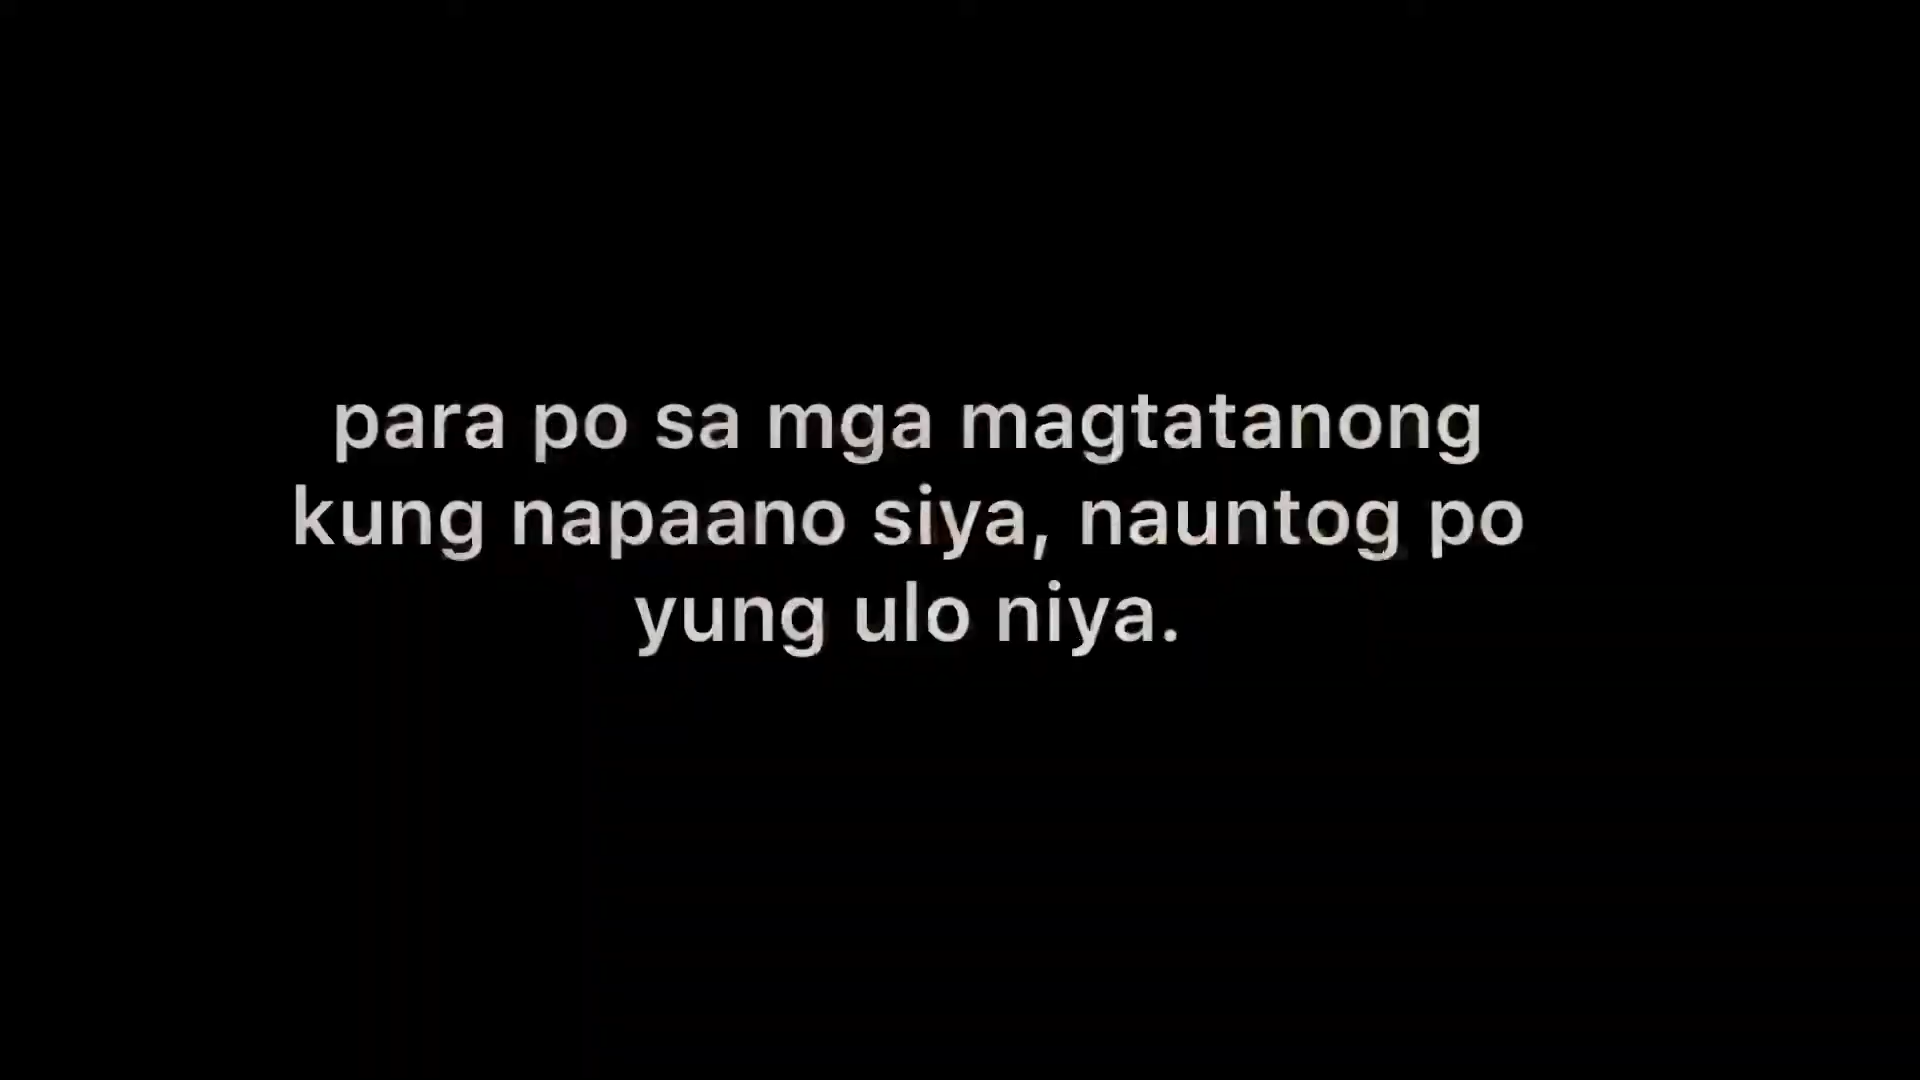 para po sa mga magtatanong
kung napaano siya, nauntog po
yung ulo niya.